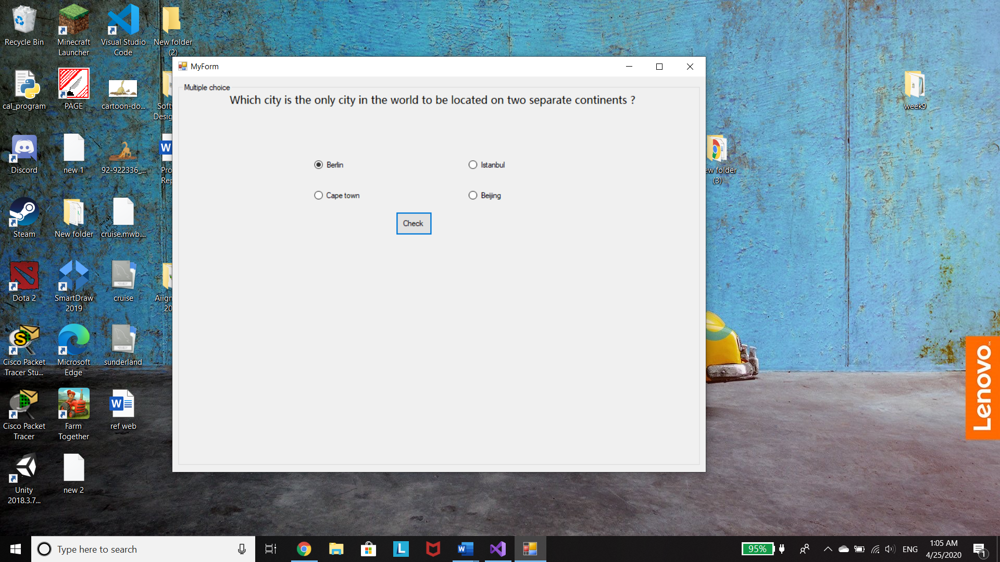 Recycle Bin
Minecraft
Launcher
Visual Studio
Code
New folder
(2)
cal_program
PAGE
cartoon-do...
Soft
Desig
week9
Discord
new 1
92-922336_...
Pro
Rep
ew folder
(3)
Steam
New folder
cruise.mwb....
Dota 2
SmartDraw
2019
cruise
Aiign
20
Cisco Packet
Tracer Stu...
Microsoft
Edge
sunderland
Cisco Packet
Tracer
Farm
Together
ref web
Unity
2018.3.7...
new 2
MyForm
Multiple choice
Which city is the only city in the world to be located on two separate continents ?
Berlin
Istanbul
Cape town
Beijing
Check
Lenovo
Type here to search
95%
ENG
1:05 AM
4/25/2020
1